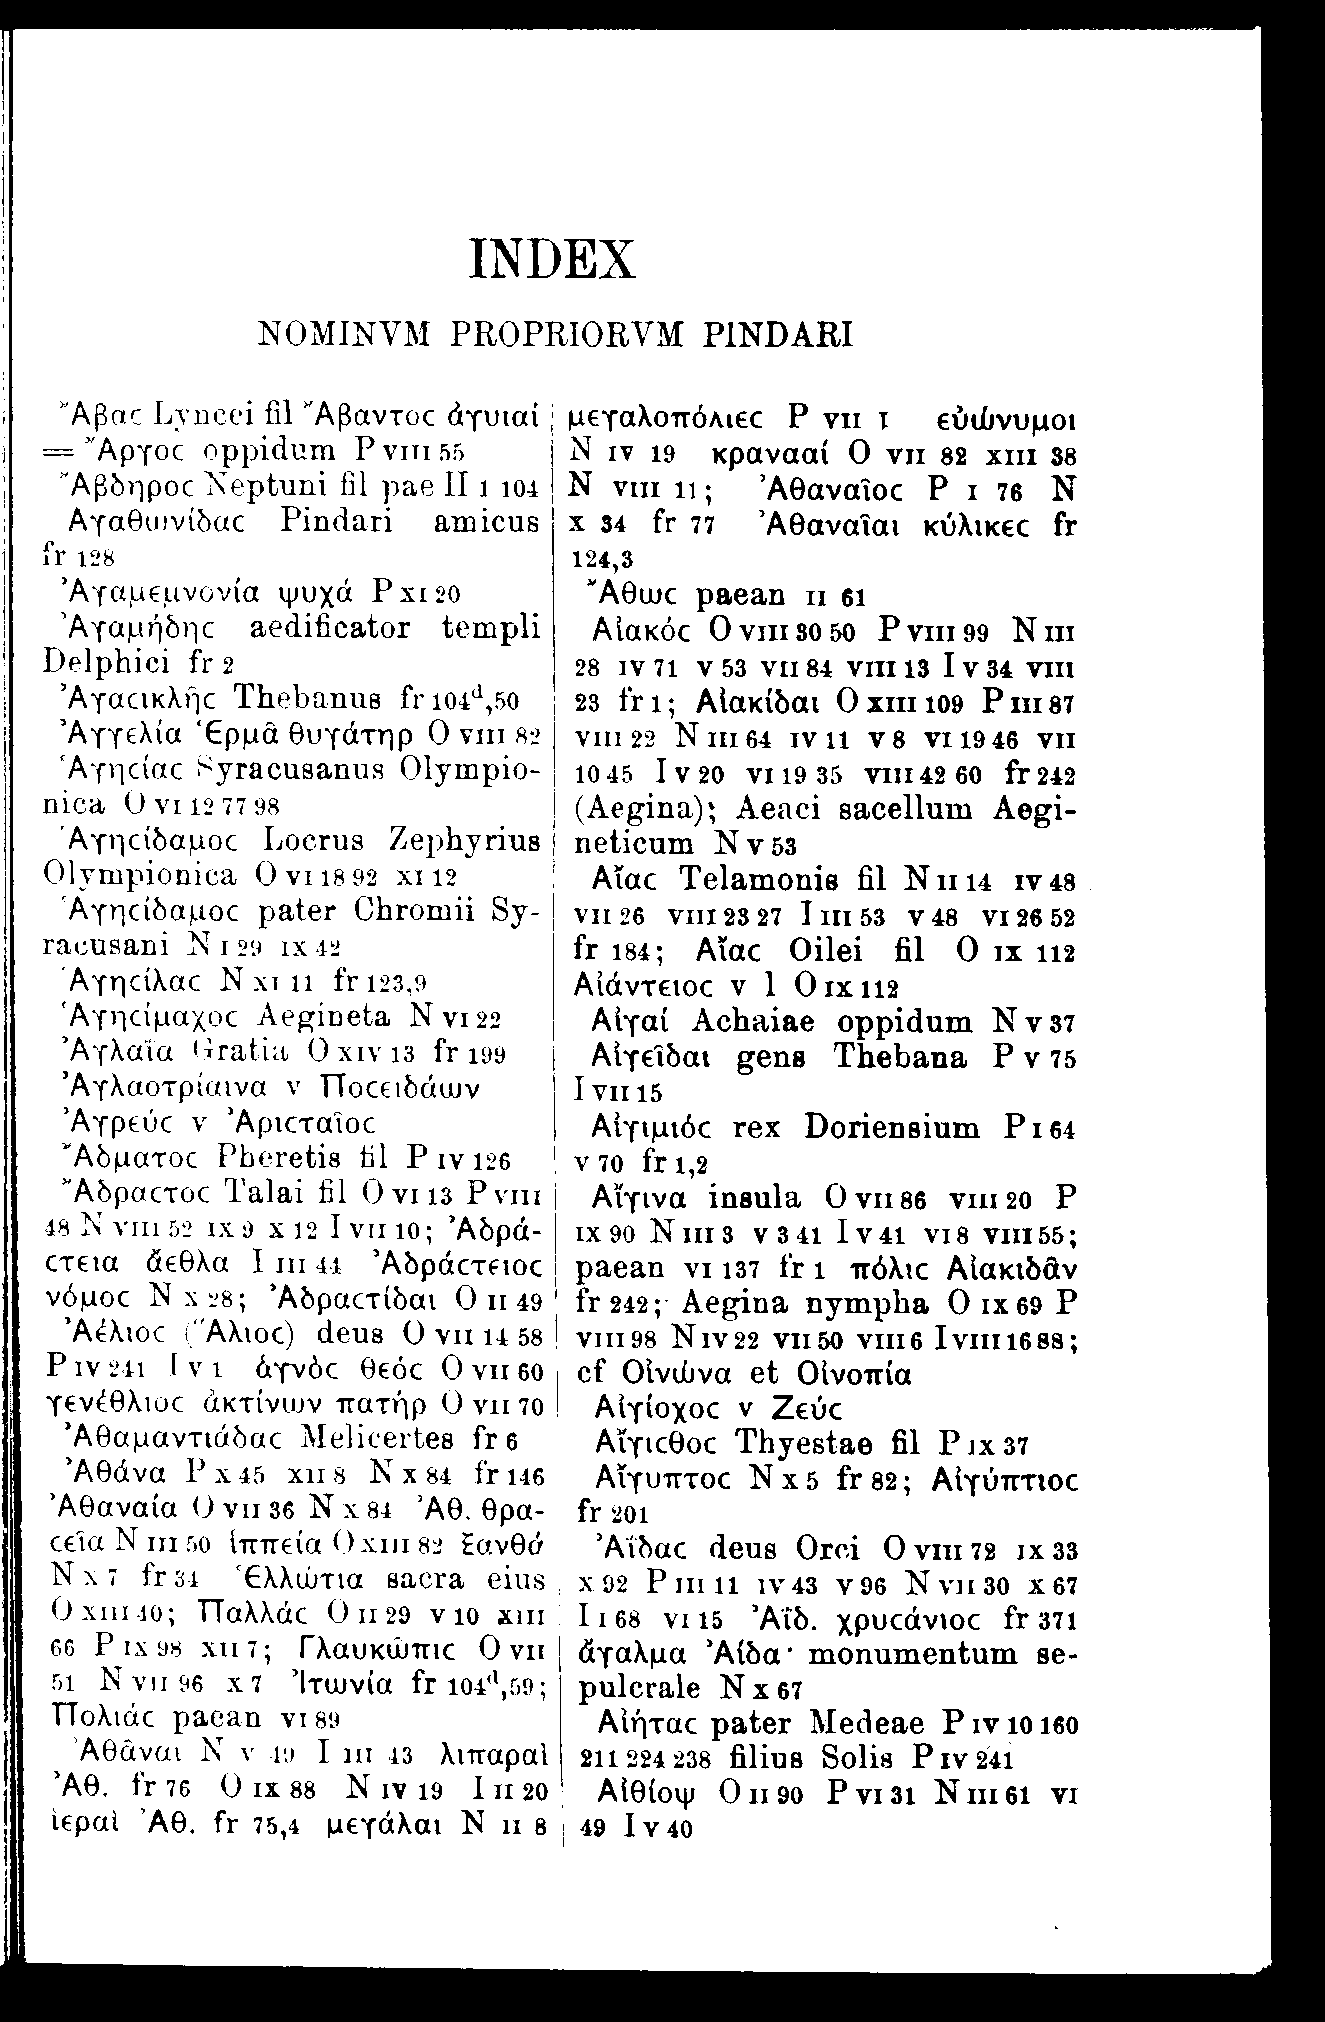 INDEX
NOMINVM PROPRIORVM PINDARI
Ἄβας Lyncei fil Ἄβαντος ἀγυιαί
= Ἄργος oppidum P VIII 55
Ἄβδηρος Neptuni fil pae II 1 104
Ἀγαθωνίδας Pindari amicus
fr 128
Ἀγαμεμνονία ψυχά P XI 20
Ἀγαμήδης aedificator templi
Delphici fr 2
Ἀγασικλῆς Thebanus fr 104d,50
Ἀγγελία Ἑρμᾶ θυγάτηρ O VIII 82
Ἁγησίας Syracusanus Olympio-
nica O VI 12 77 98
Ἁγησίδαμος Locrus Zephyrius
Olympionica O VI 18 92 XI 12
Ἁγησίδαμος pater Chromii Sy-
racusani N I 29 IX 42
Ἁγησίλας N XI 11 fr 123,9
Ἁγησίμαχος Aegineta N VI 22
Ἀγλαΐα Gratia O XIV 13 fr 199
Ἀγλαοτρίαινα v Ποσειδάων
Ἀγρεύς v Ἀρισταῖος
Ἄδματος Pheretis fil P IV 126
Ἄδραστος Talai fil O VI 13 P VIII
48 N VIII 52 IX 9 X 12 I VII 10; Ἀδρά-
στεια ἄεθλα I III 44 Ἀδράστειος
νόμος N X 28; Ἀδραστίδαι O II 49
Ἀέλιος (Ἅλιος) deus O VII 14 58
P IV 241 I V 1 ἁγνὸς θεός O VII 60
γενέθλιος ἀκτίνων πατήρ O VII 70
Ἀθαμαντιάδας Melicertes fr 6
Ἀθάνα P X 45 XII 8 N X 84 fr 146
Ἀθαναία O VII 36 N X 84 Ἀθ. θρα-
σεῖα N III 50 ἱππεία O XIII 82 ξανθά
N X 7 fr 34 Ἑλλώτια sacra eius
O XIII 40; Παλλάς O II 29 V 10 XIII
66 P IX 98 XII 7; Γλαυκῶπις O VII
51 N VII 96 X 7 Ἰτωνία fr 104d,59;
Πολιάς paean VI 89
Ἀθᾶναι N V 49 I III 43 λιπαραὶ
Ἀθ. fr 76 O IX 88 N IV 19 I II 20
ἱεραὶ Ἀθ. fr 75,4 μεγάλαι N II 8
μεγαλοπόλιες P VII 1 εὐώνυμοι
N IV 19 κρανααί O VII 82 XIII 38
N VIII 11; Ἀθαναῖος P I 76 N
X 34 fr 77 Ἀθαναῖαι κύλικες fr
124,3
Ἄθως paean II 61
Αἰακός O VIII 30 50 P VIII 99 N III
28 IV 71 V 53 VII 84 VIII 13 I V 34 VIII
23 fr 1; Αἰακίδαι O XIII 109 P III 87
VIII 22 N III 64 IV 11 V 8 VI 19 46 VII
10 45 I V 20 VI 19 35 VIII 42 60 fr 242
(Aegina); Aeaci sacellum Aegi-
neticum N V 53
Αἴας Telamonis fil N II 14 IV 48
VII 26 VIII 23 27 I III 53 V 48 VI 26 52
fr 184; Αἴας Oilei fil O IX 112
Αἰάντειος v l O IX 112
Αἰγαί Achaiae oppidum N V 37
Αἰγεῖδαι gens Thebana P V 75
I VII 15
Αἰγιμιός rex Doriensium P I 64
V 70 fr 1,2
Αἴγινα insula O VII 86 VIII 20 P
IX 90 N III 3 V 3 41 I V 41 VI 8 VIII 55;
paean VI 137 fr 1 πόλις Αἰακιδᾶν
fr 242; Aegina nympha O IX 69 P
VIII 98 N IV 22 VII 50 VIII 6 I VIII 16 88;
cf Οἰνώνα et Οἰνοπία
Αἰγίοχος v Ζεύς
Αἴγισθος Thyestae fil P IX 37
Αἴγυπτος N X 5 fr 82; Αἰγύπτιος
fr 201
Ἀΐδας deus Orci O VIII 72 IX 33
X 92 P III 11 IV 43 V 96 N VII 30 X 67
I I 68 VI 15 Ἀΐδ. χρυσάνιος fr 371
ἄγαλμα Ἀίδα· monumentum se-
pulcrale N X 67
Αἰήτας pater Medeae P IV 10 160
211 224 238 filius Solis P IV 241
Αἰθίοψ O II 90 P VI 31 N III 61 VI
49 I V 40